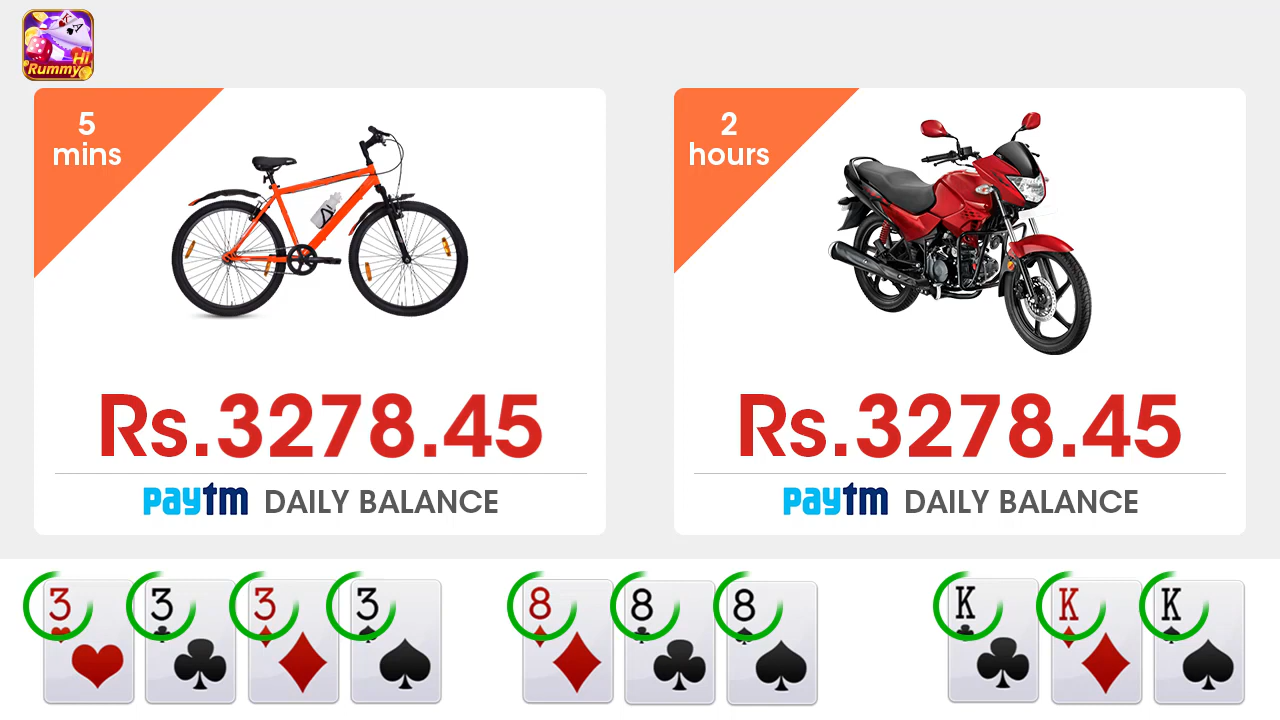 K
A
Hi
Rummy
5
mins
2
hours
Rs.3278.45
paytm DAILY BALANCE
Rs.3278.45
paytm DAILY BALANCE
3
3
3
3
8
8
8
K
K
K